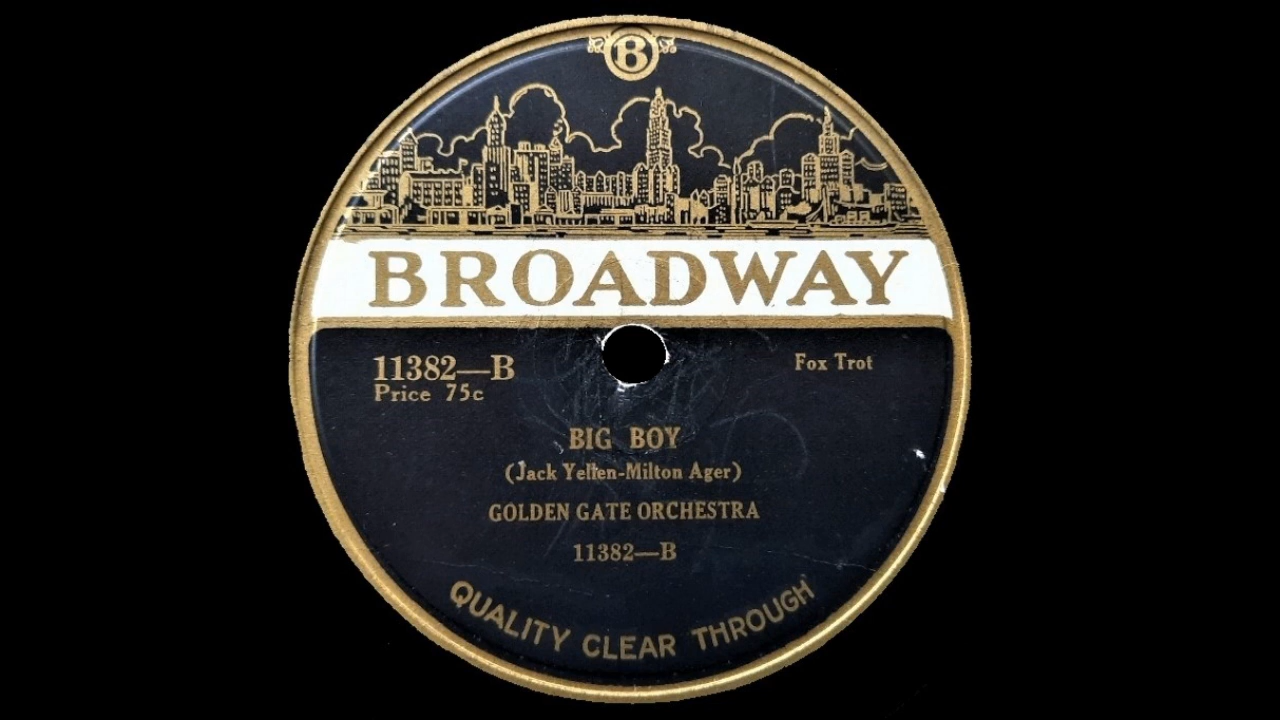 B
BROADWAY
11382—B
Fox Trot
Price 75c
BIG BOY
(Jack Yellen-Milton Ager)
GOLDEN GATE ORCHESTRA
11382—B
QUALITY CLEAR THROUGH